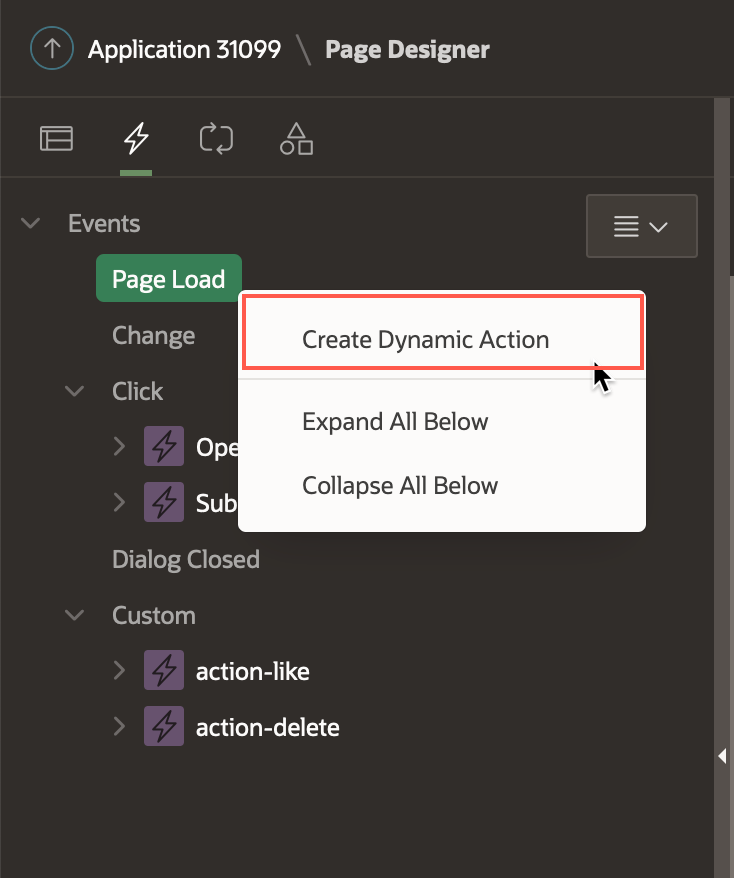 Application 31099 \ Page Designer
Events
Page Load
Create Dynamic Action
Change
Click
Expand All Below
Ope
Collapse All Below
Sub
Dialog Closed
Custom
action-like
action-delete